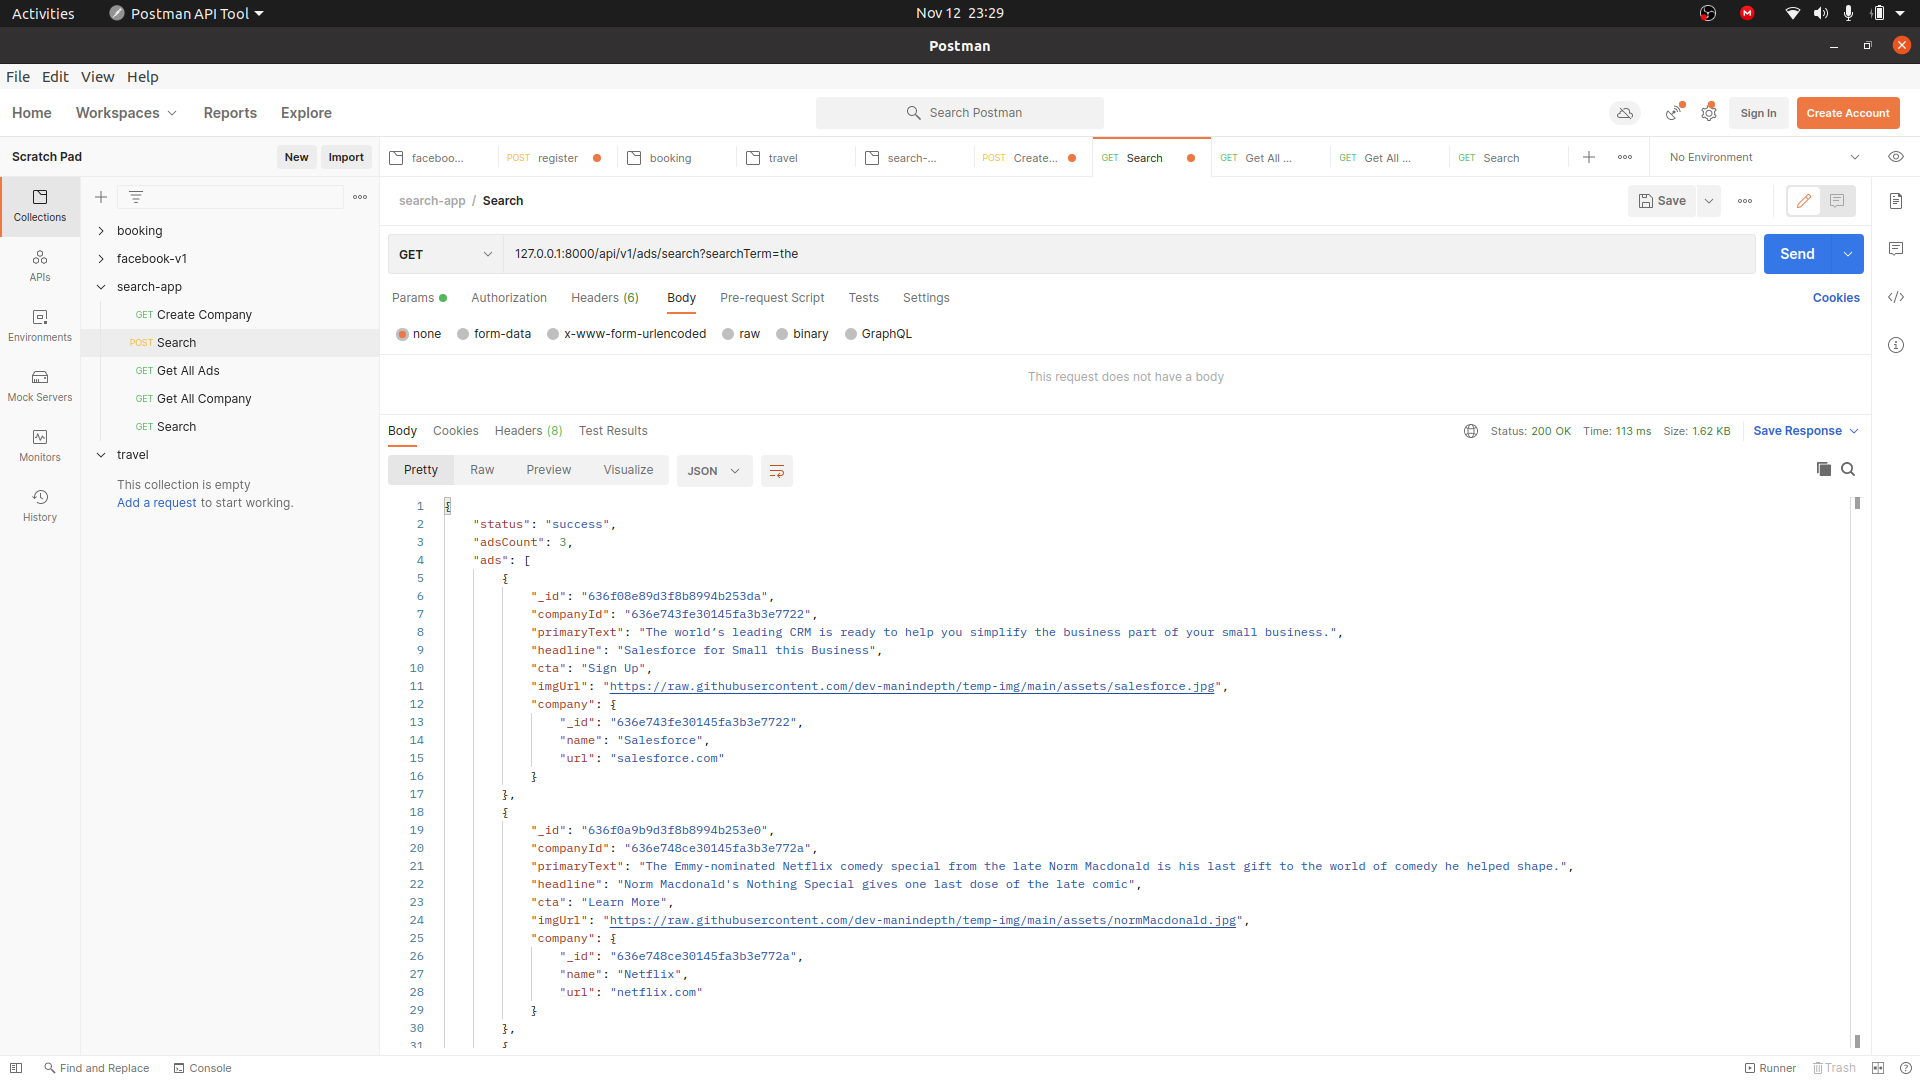 Activities
Postman API Tool
Nov 12 23:29
Postman
File Edit View Help
Home Workspaces Reports Explore
Search Postman
Sign In
Create Account
Scratch Pad
New
Import
faceboo...
POST register
booking
travel
search-...
POST Create...
GET Search
GET Get All ...
GET Get All ...
GET Search
No Environment
Collections
APIs
Environments
Mock Servers
Monitors
History
booking
facebook-v1
search-app
GET Create Company
POST Search
GET Get All Ads
GET Get All Company
GET Search
travel
This collection is empty
Add a request to start working.
search-app / Search
Save
GET
127.0.0.1:8000/api/v1/ads/search?searchTerm=the
Send
Params Authorization Headers (6) Body Pre-request Script Tests Settings
Cookies
none form-data x-www-form-urlencoded raw binary GraphQL
This request does not have a body
Body Cookies Headers (8) Test Results
Status: 200 OK Time: 113 ms Size: 1.62 KB
Save Response
Pretty Raw Preview Visualize
JSON
1 {
2 "status": "success",
3 "adsCount": 3,
4 "ads": [
5 {
6 "_id": "636f08e89d3f8b8994b253da",
7 "companyId": "636e743fe30145fa3b3e7722",
8 "primaryText": "The world’s leading CRM is ready to help you simplify the business part of your small business.",
9 "headline": "Salesforce for Small this Business",
10 "cta": "Sign Up",
11 "imgUrl": "https://raw.githubusercontent.com/dev-manindepth/temp-img/main/assets/salesforce.jpg",
12 "company": {
13 "_id": "636e743fe30145fa3b3e7722",
14 "name": "Salesforce",
15 "url": "salesforce.com"
16 }
17 },
18 {
19 "_id": "636f0a9b9d3f8b8994b253e0",
20 "companyId": "636e748ce30145fa3b3e772a",
21 "primaryText": "The Emmy-nominated Netflix comedy special from the late Norm Macdonald is his last gift to the world of comedy he helped shape.",
22 "headline": "Norm Macdonald's Nothing Special gives one last dose of the late comic",
23 "cta": "Learn More",
24 "imgUrl": "https://raw.githubusercontent.com/dev-manindepth/temp-img/main/assets/normMacdonald.jpg",
25 "company": {
26 "_id": "636e748ce30145fa3b3e772a",
27 "name": "Netflix",
28 "url": "netflix.com"
29 }
30 },
31 {
Find and Replace
Console
Runner
Trash